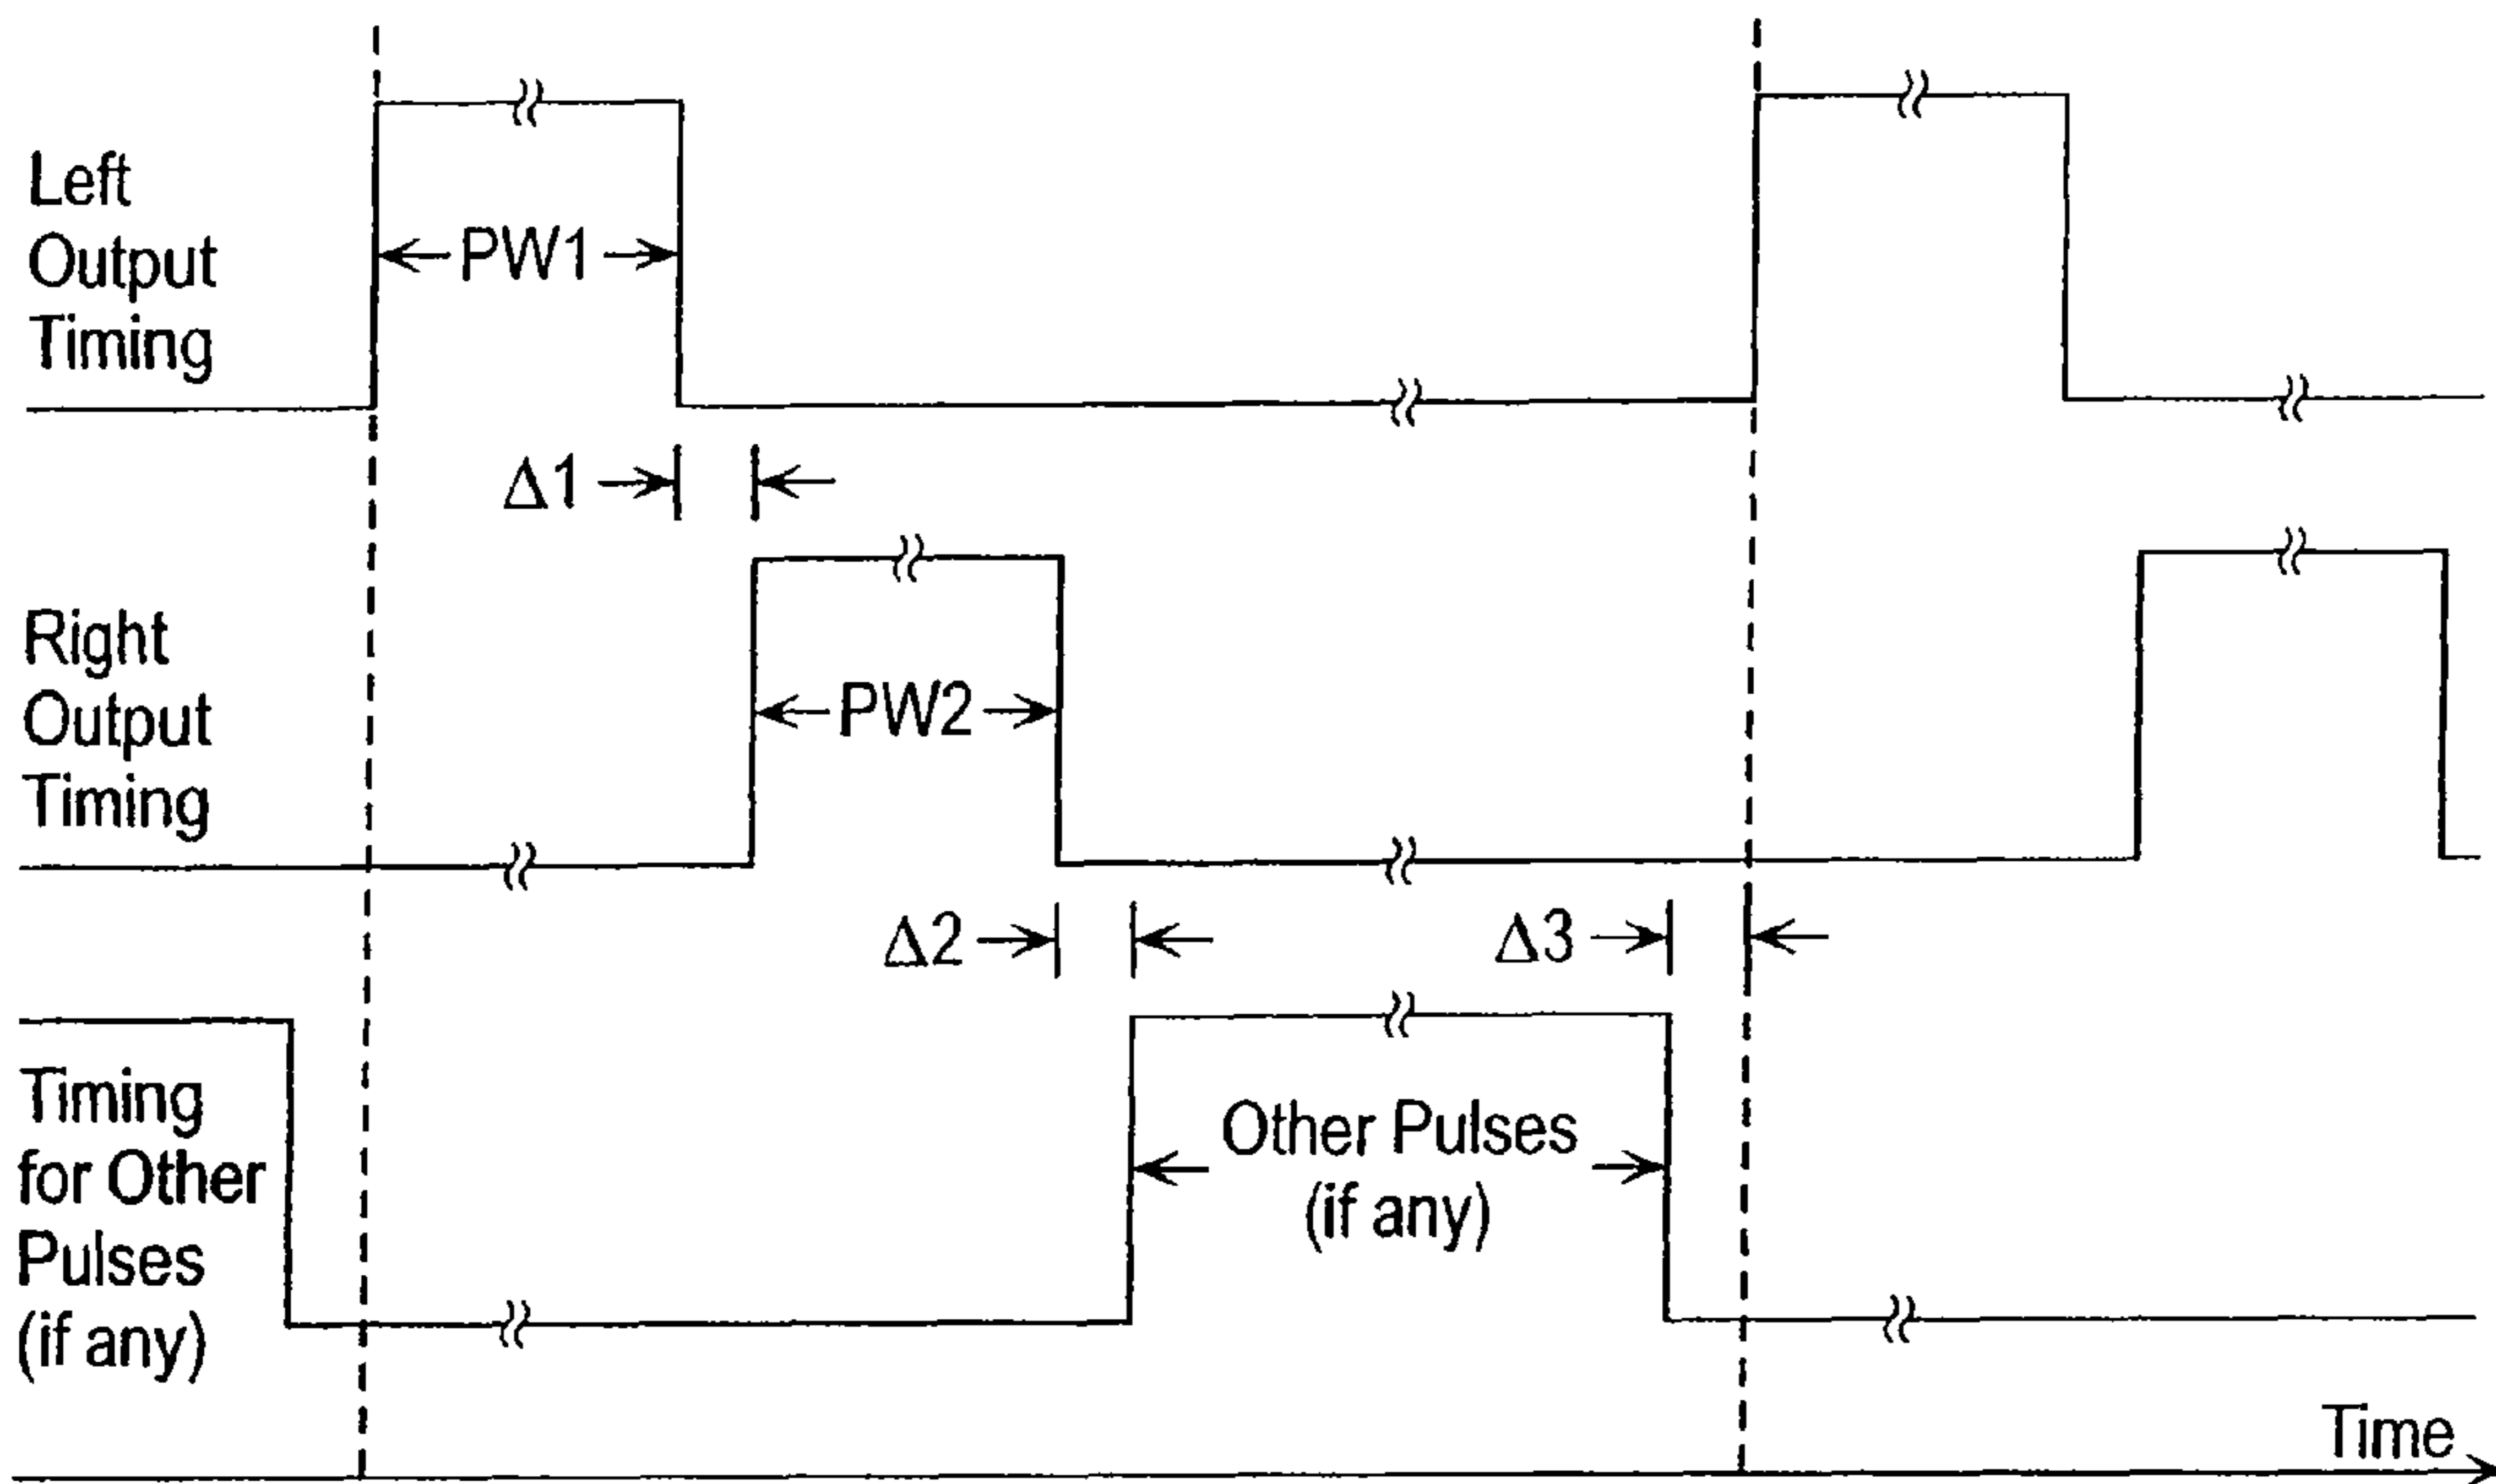 Left
Output
Timing
PW1
Δ1
Right
Output
Timing
PW2
Δ2
Δ3
Timing
for Other
Pulses
(if any)
Other Pulses
(if any)
Time